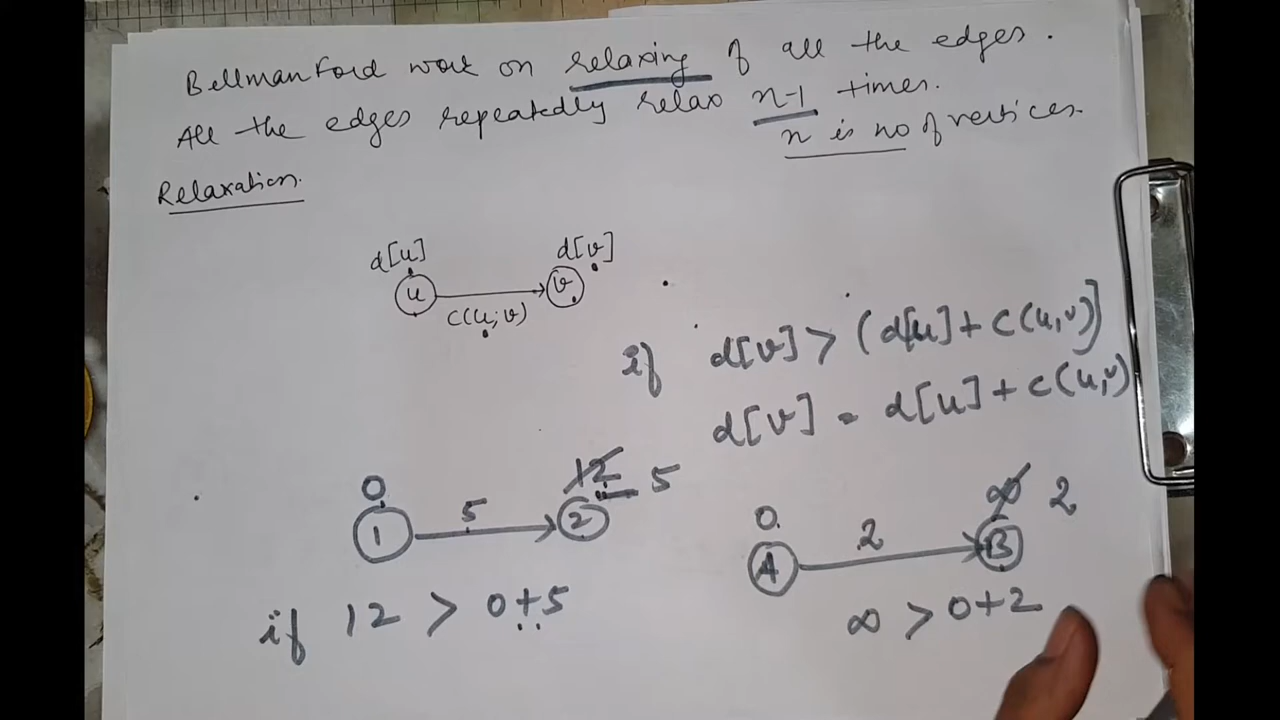 BellmanFord work on relaxing of all the edges.
All the edges repeatedly relax n-1 times.
n is no of vertices.
Relaxation.
d[u] d[v]
u v
c(u,v)
if d[v] > (d[u] + c(u,v)]
d[v] = d[u] + c(u,v)
0 12 5
1 5 2
if 12 > 0+5
0. ∞ 2
A 2 B
∞ > 0+2